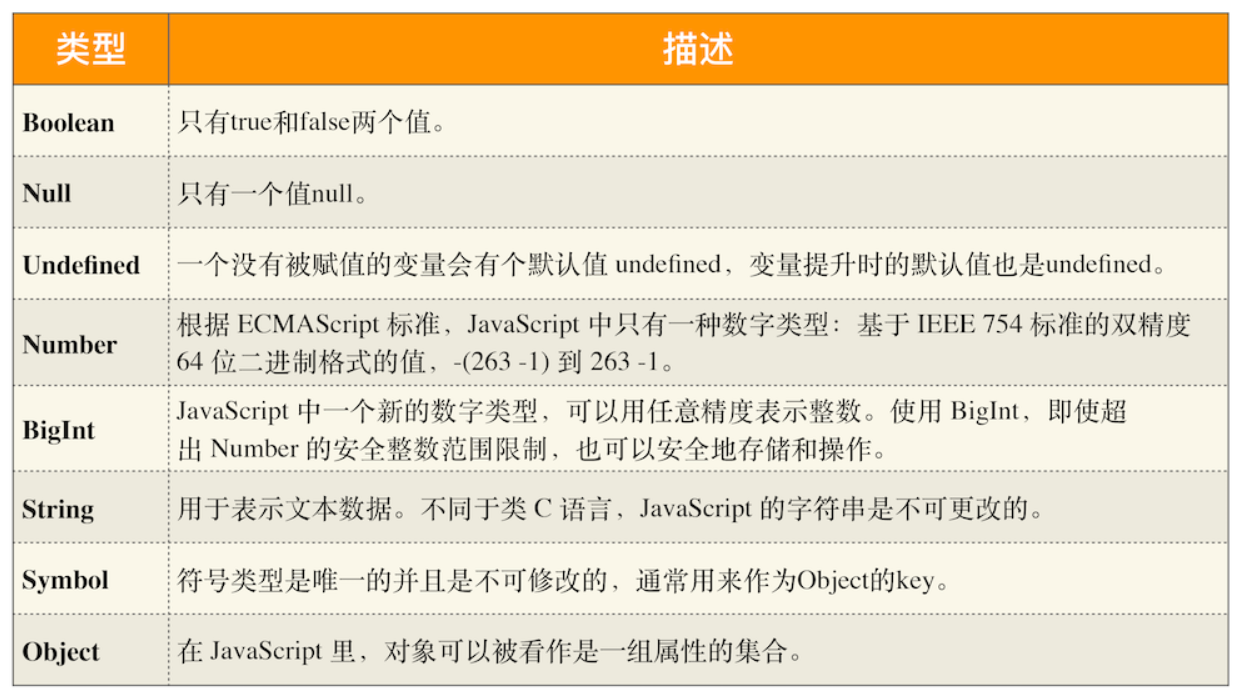 类型
描述
Boolean
只有true和false两个值。
Null
只有一个值null。
Undefined
一个没有被赋值的变量会有个默认值 undefined，变量提升时的默认值也是undefined。
Number
根据 ECMAScript 标准，JavaScript 中只有一种数字类型：基于 IEEE 754 标准的双精度
64 位二进制格式的值，-(263 -1) 到 263 -1。
BigInt
JavaScript 中一个新的数字类型，可以用任意精度表示整数。使用 BigInt，即使超
出 Number 的安全整数范围限制，也可以安全地存储和操作。
String
用于表示文本数据。不同于类 C 语言，JavaScript 的字符串是不可更改的。
Symbol
符号类型是唯一的并且是不可修改的，通常用来作为Object的key。
Object
在 JavaScript 里，对象可以被看作是一组属性的集合。